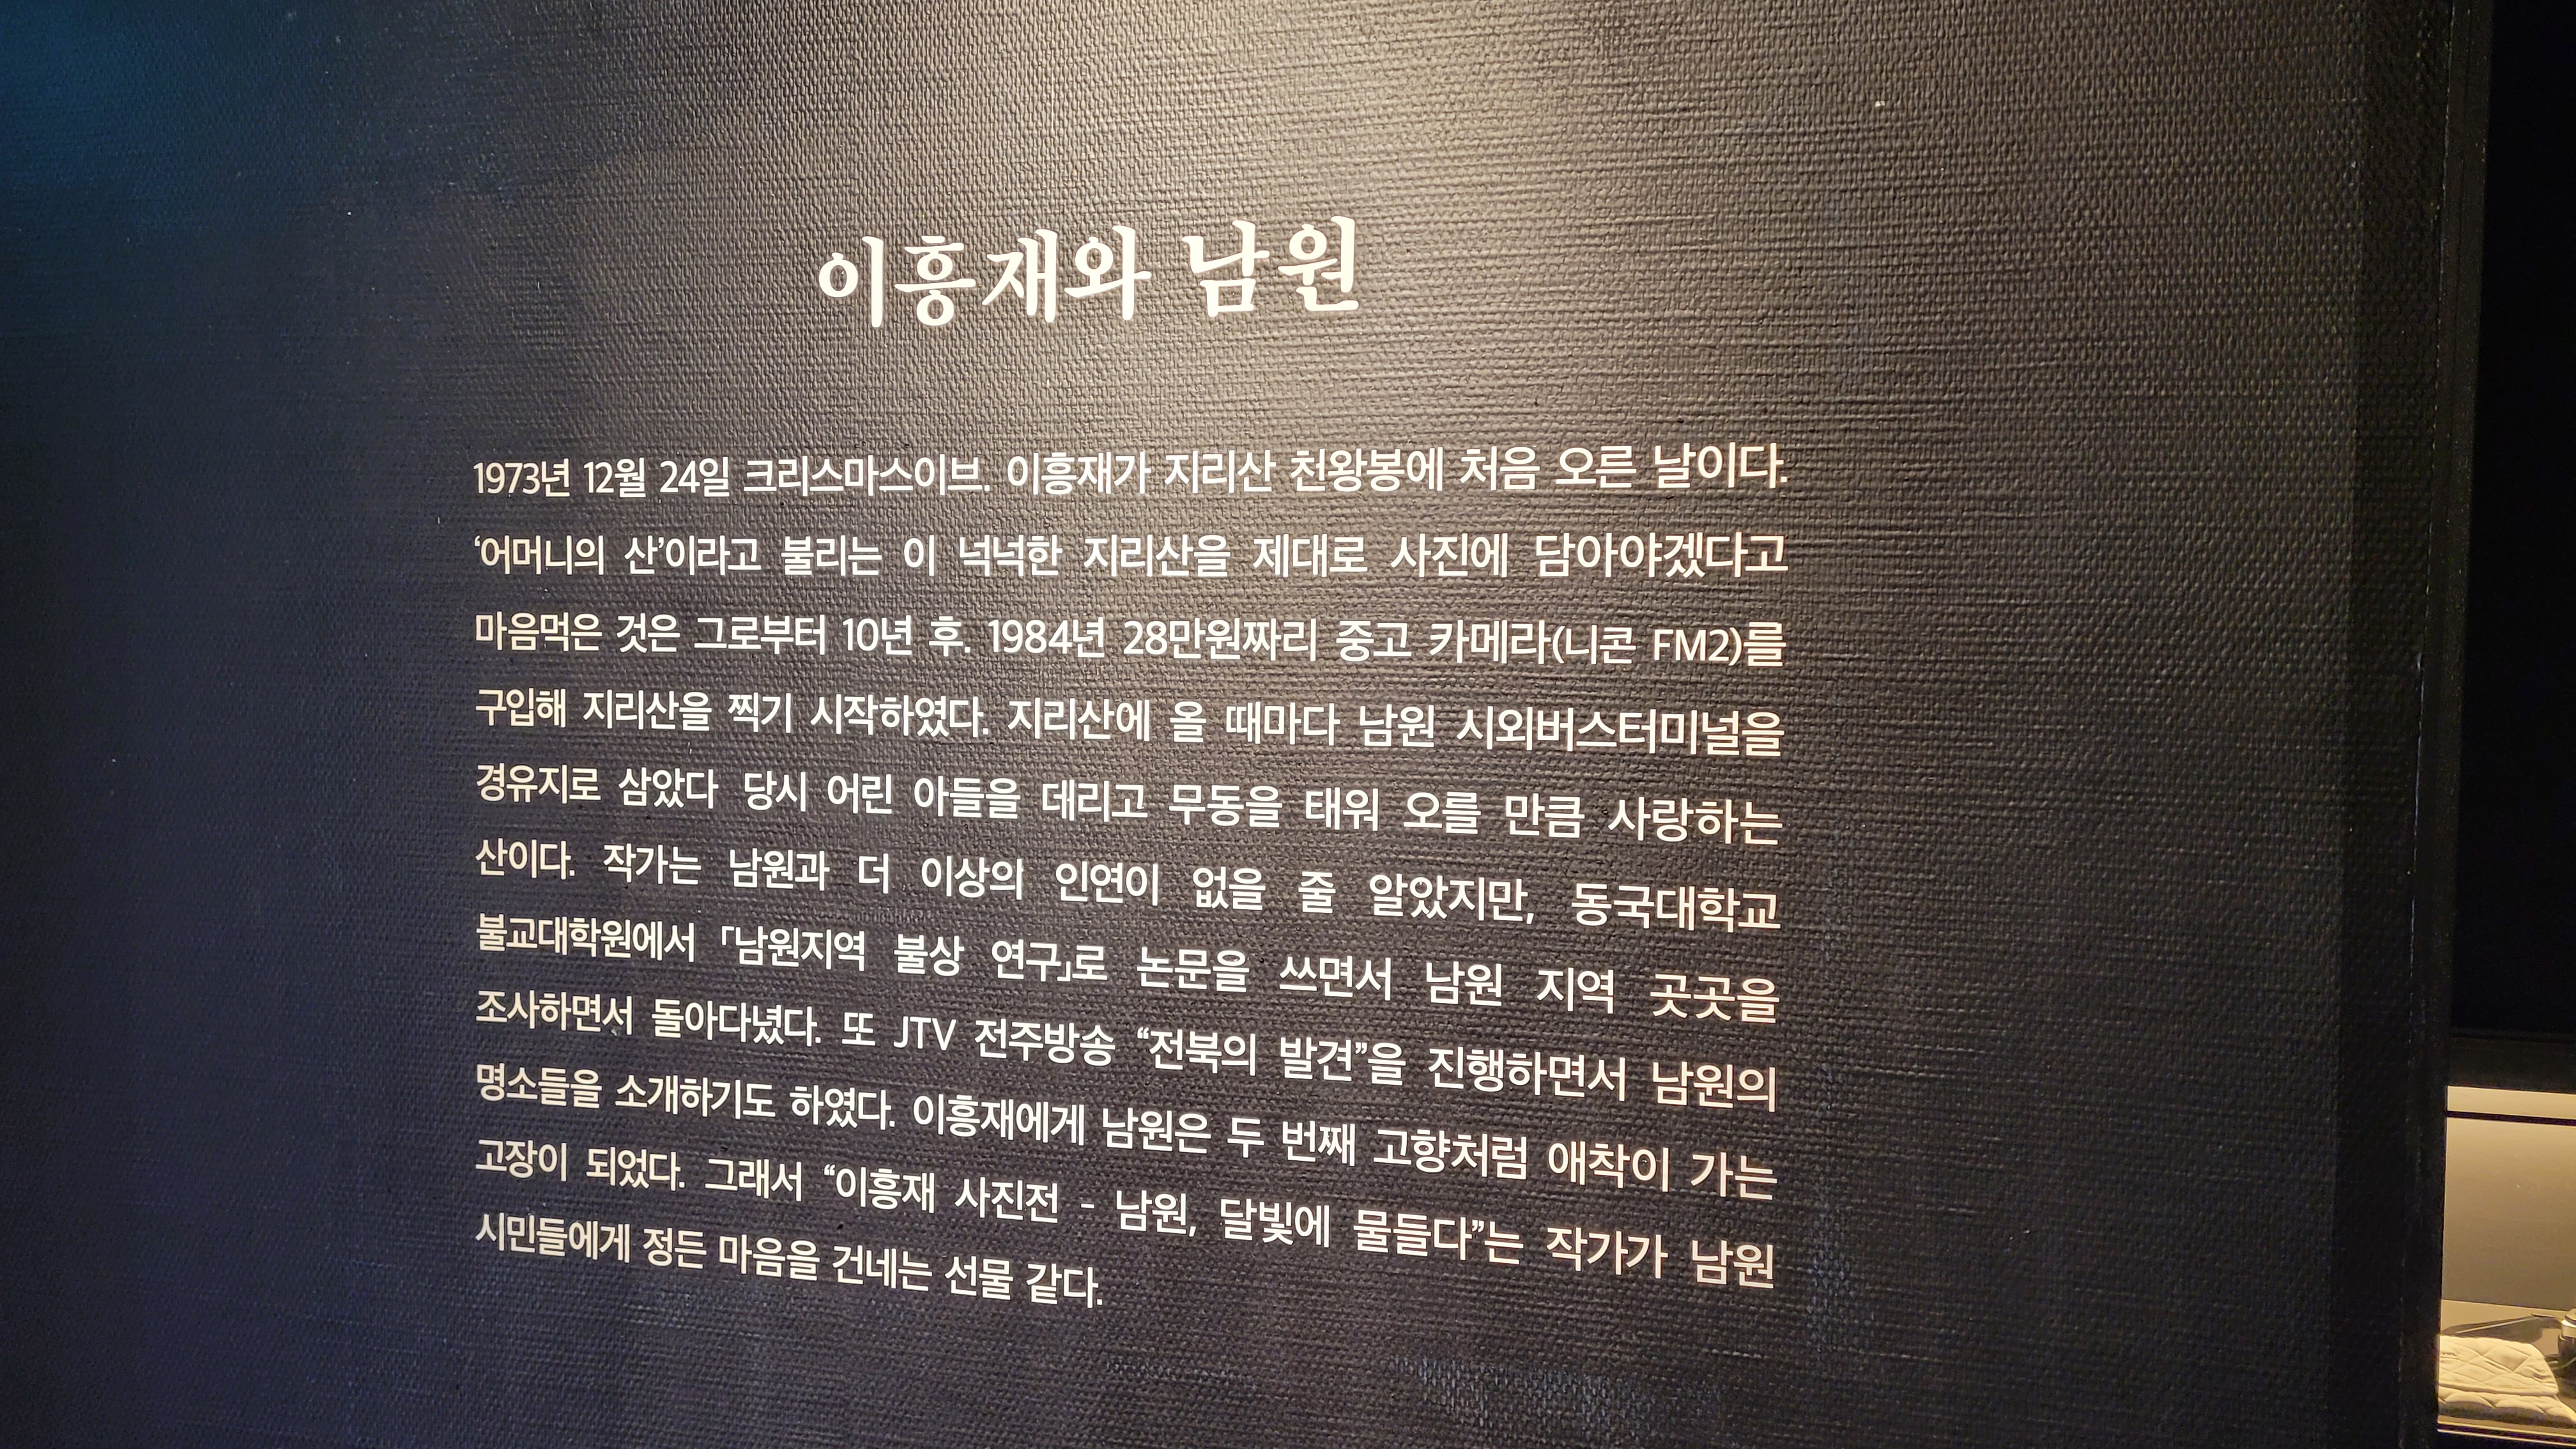 이흥재와 남원
1973년 12월 24일 크리스마스이브. 이흥재가 지리산 천왕봉에 처음 오른 날이다.
‘어머니의 산’이라고 불리는 이 넉넉한 지리산을 제대로 사진에 담아야겠다고
마음먹은 것은 그로부터 10년 후. 1984년 28만원짜리 중고 카메라(니콘 FM2)를
구입해 지리산을 찍기 시작하였다. 지리산에 올 때마다 남원 시외버스터미널을
경유지로 삼았다 당시 어린 아들을 데리고 무동을 태워 오를 만큼 사랑하는
산이다. 작가는 남원과 더 이상의 인연이 없을 줄 알았지만, 동국대학교
불교대학원에서 「남원지역 불상 연구」로 논문을 쓰면서 남원 지역 곳곳을
조사하면서 돌아다녔다. 또 JTV 전주방송 “전북의 발견”을 진행하면서 남원의
명소들을 소개하기도 하였다. 이흥재에게 남원은 두 번째 고향처럼 애착이 가는
고장이 되었다. 그래서 “이흥재 사진전 - 남원, 달빛에 물들다”는 작가가 남원
시민들에게 정든 마음을 건네는 선물 같다.